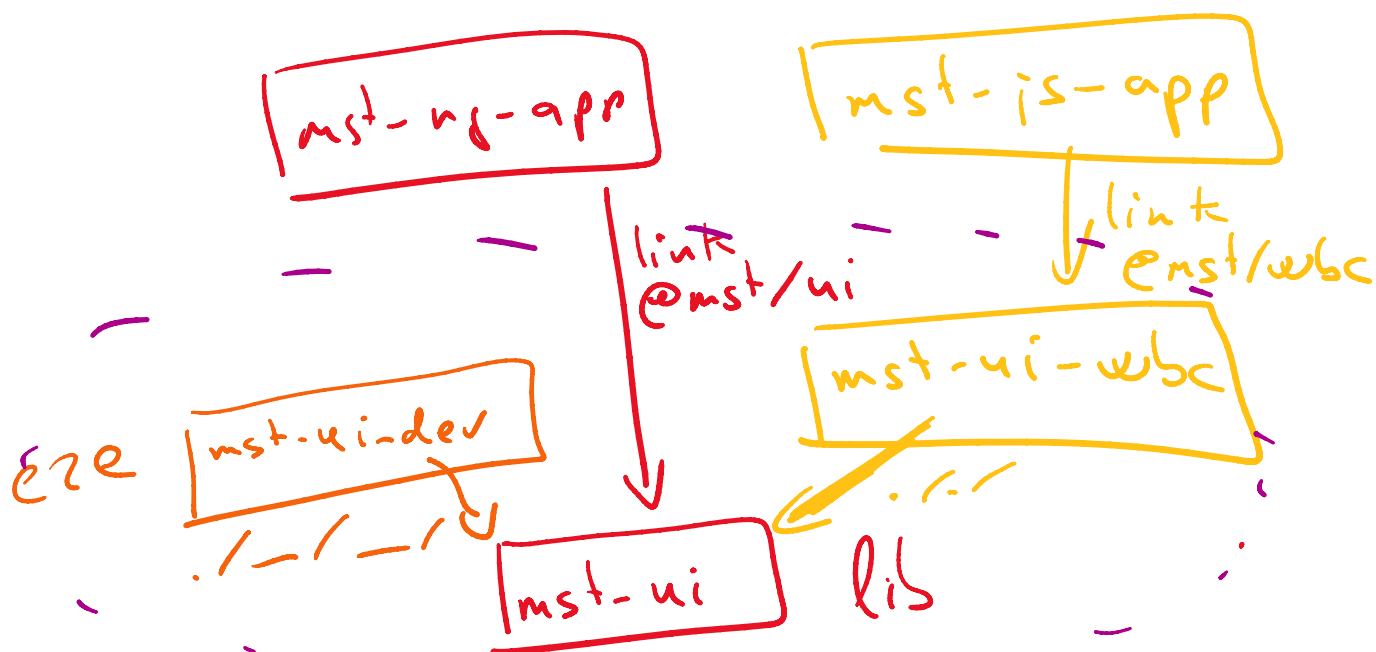 mst-ng-app
mst-js-app
link
@mst/ui
link
@mst/wbc
mst-ui-wbc
mst-ui-dev
e2e
./_/_/
./-/
mst-ui
lib